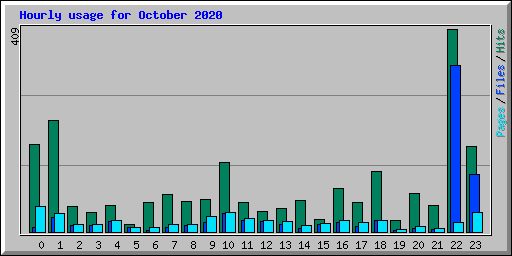 Hourly usage for October 2020
409
Pages / Files / Hits
0 1 2 3 4 5 6 7 8 9 10 11 12 13 14 15 16 17 18 19 20 21 22 23